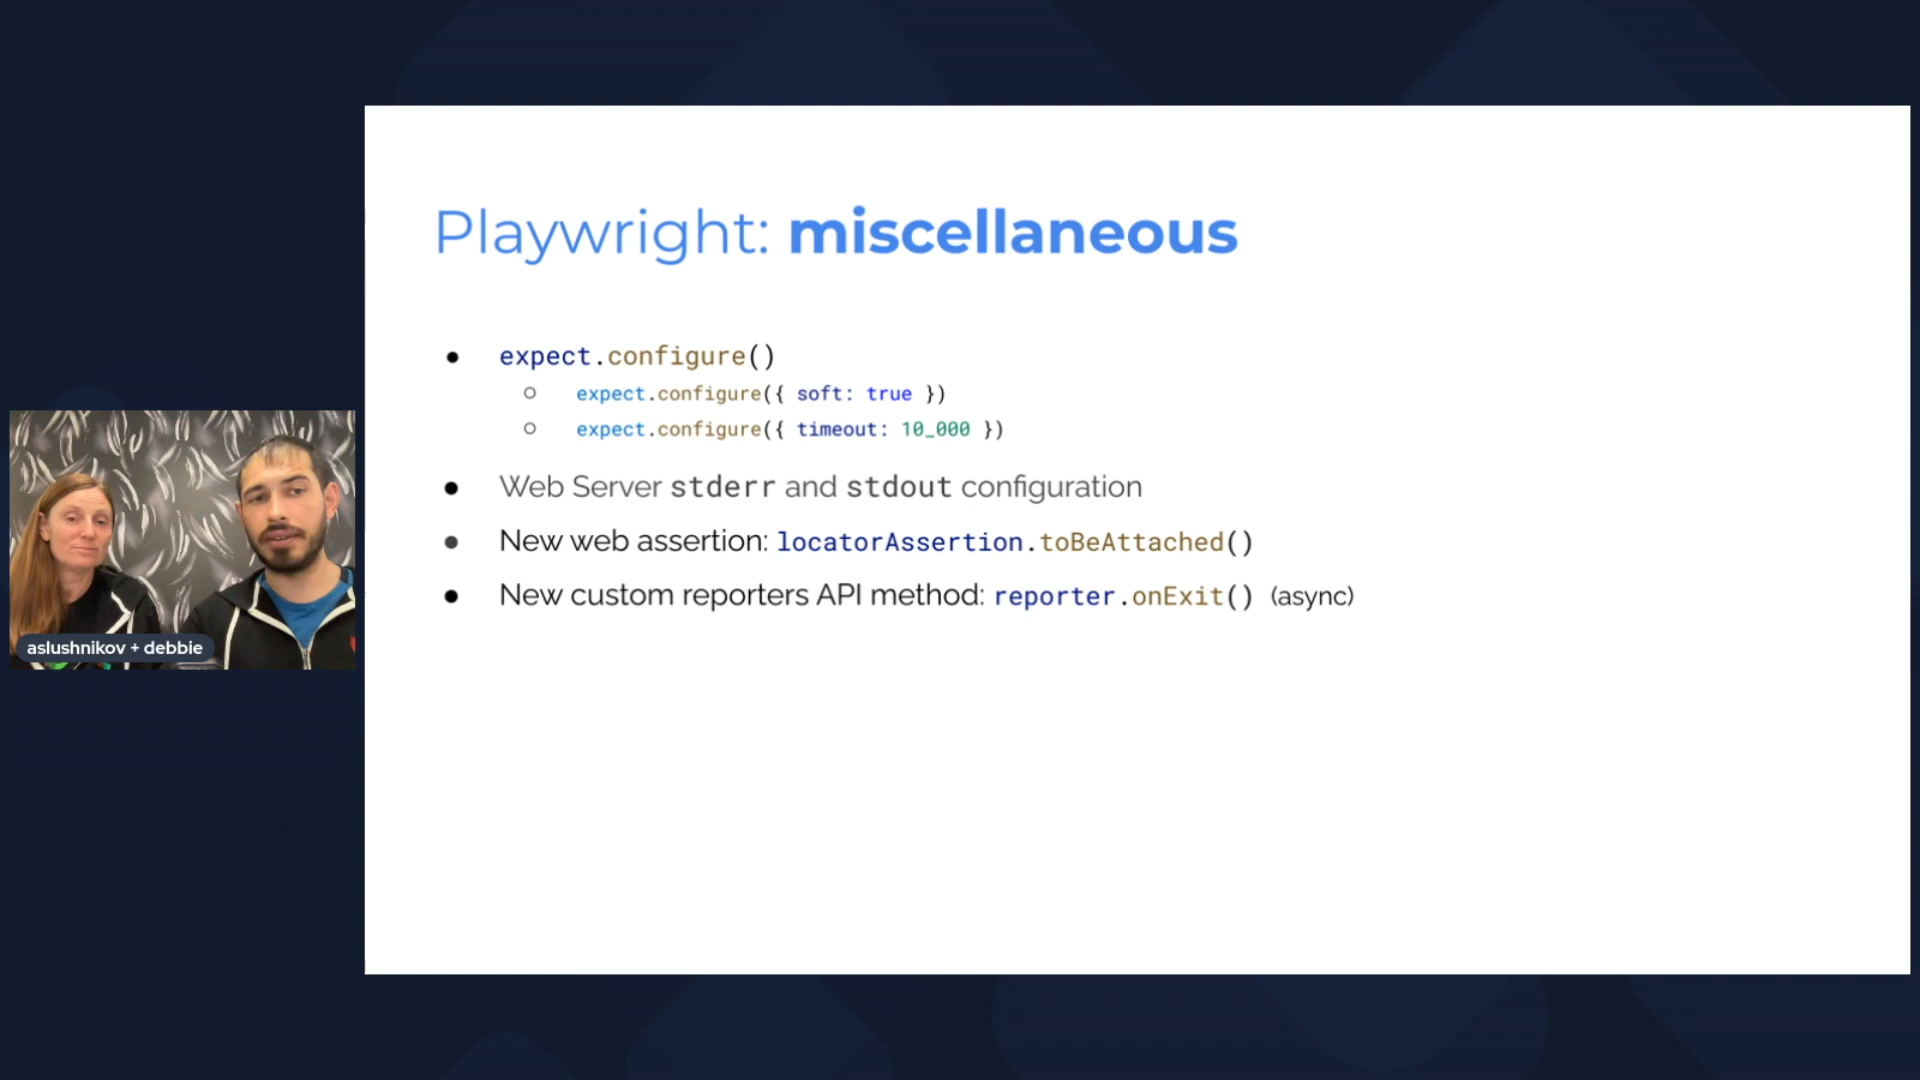 Playwright: miscellaneous
expect.configure()
expect.configure({ soft: true })
expect.configure({ timeout: 10_000 })
Web Server stderr and stdout configuration
New web assertion: locatorAssertion.toBeAttached()
New custom reporters API method: reporter.onExit() (async)
aslushnikov + debbie